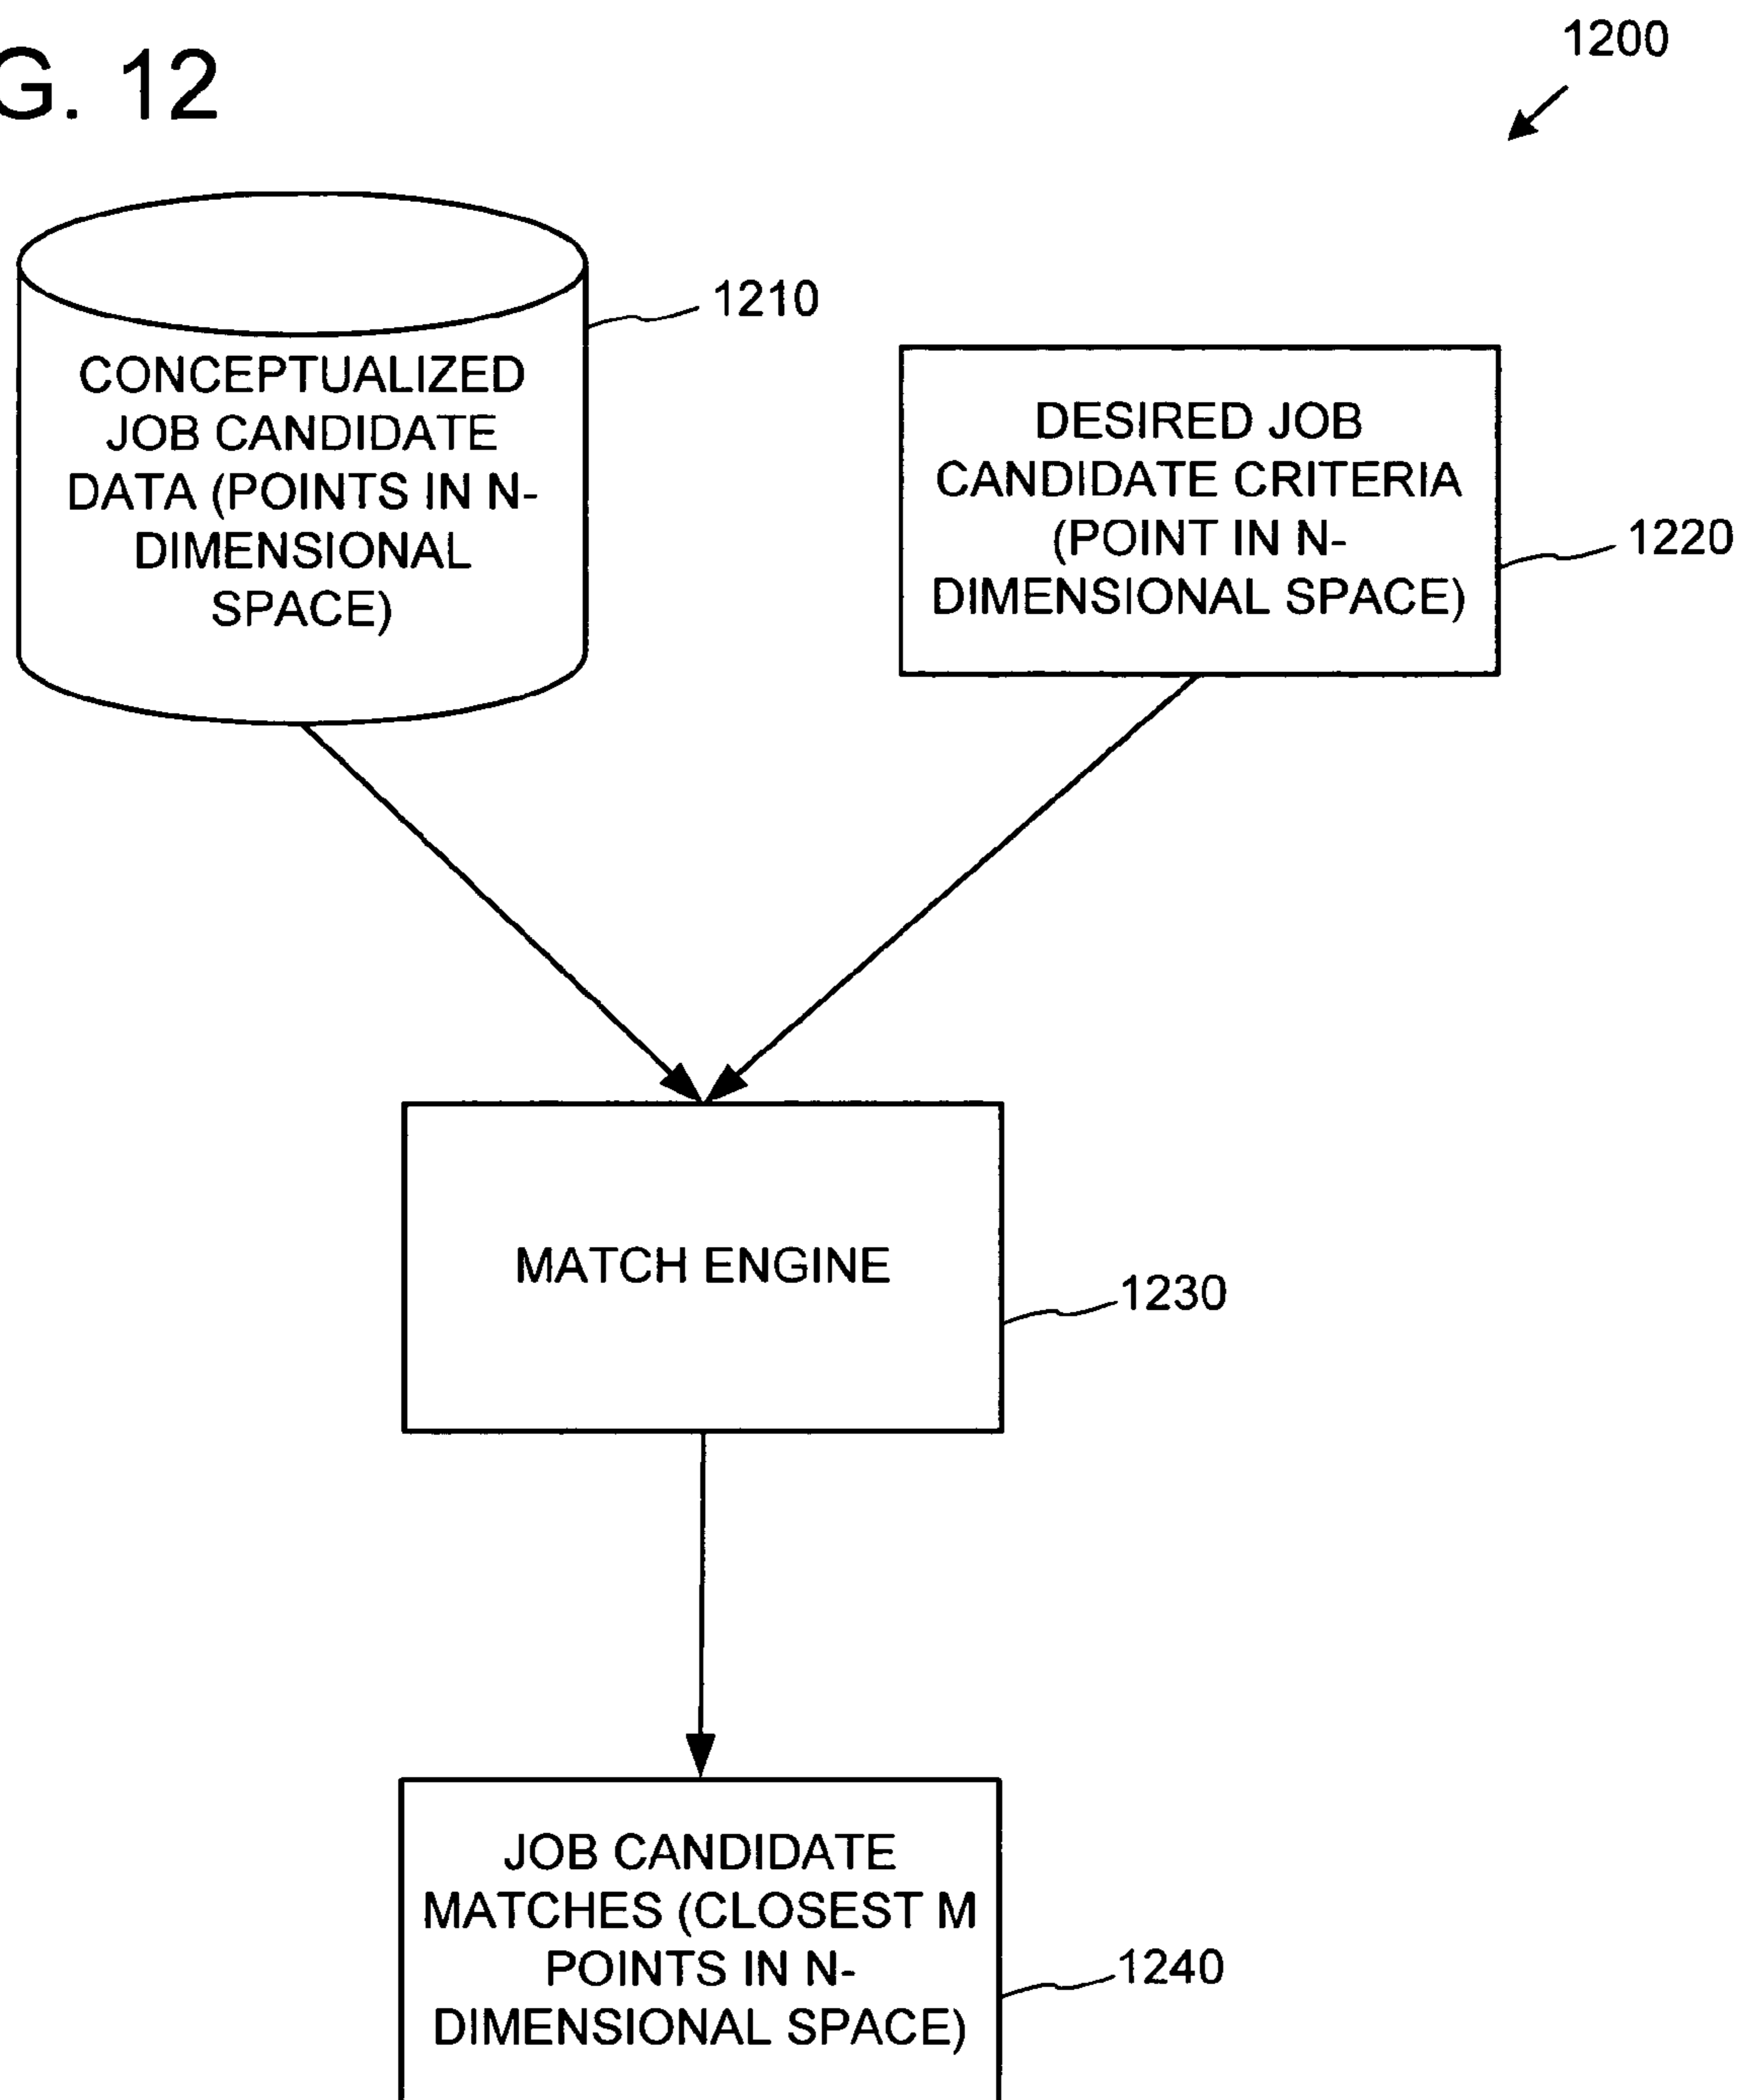 G. 12
1200
1210
CONCEPTUALIZED
JOB CANDIDATE
DATA (POINTS IN N-
DIMENSIONAL
SPACE)
DESIRED JOB
CANDIDATE CRITERIA
(POINT IN N-
DIMENSIONAL SPACE)
1220
MATCH ENGINE
1230
JOB CANDIDATE
MATCHES (CLOSEST M
POINTS IN N-
DIMENSIONAL SPACE)
1240